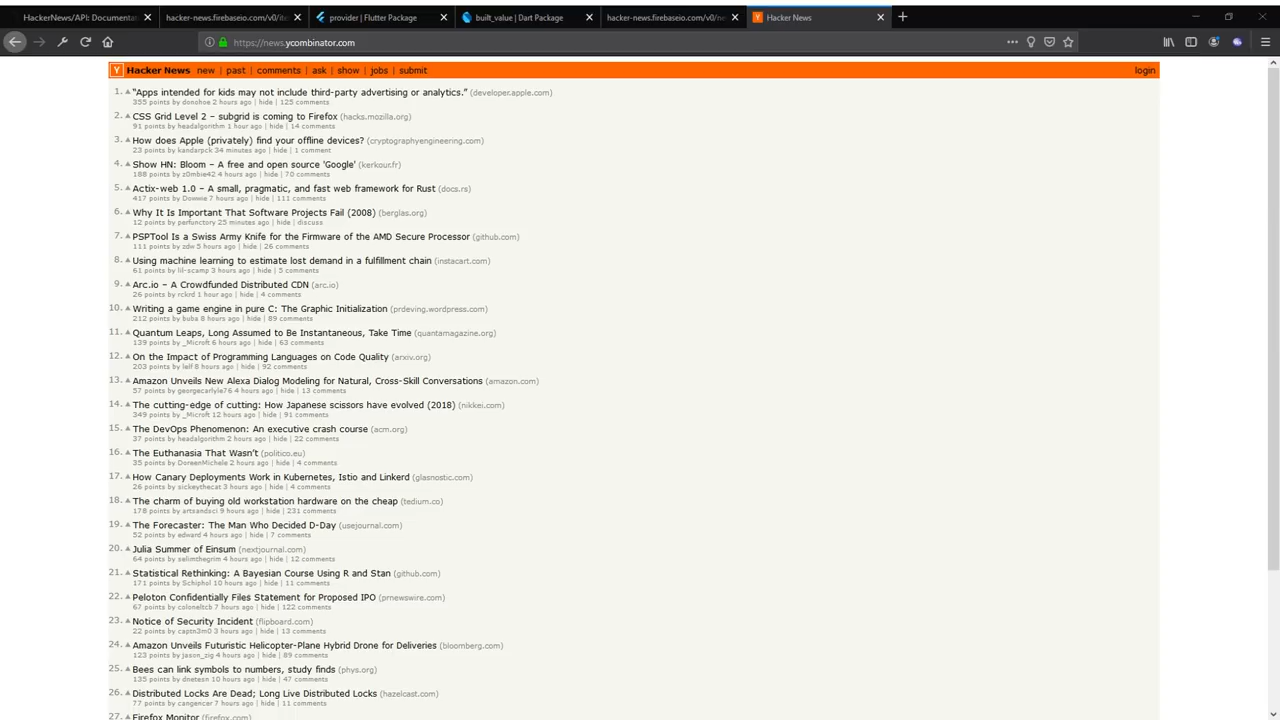 HackerNews/API: Documenta
hacker-news.firebaseio.com/v0/ite
provider | Flutter Package
built_value | Dart Package
hacker-news.firebaseio.com/v0/ne
Hacker News
https://news.ycombinator.com
Y Hacker News new | past | comments | ask | show | jobs | submit login
1. “Apps intended for kids may not include third-party advertising or analytics.” (developer.apple.com)
355 points by donohoe 2 hours ago | hide | 125 comments
2. CSS Grid Level 2 – subgrid is coming to Firefox (hacks.mozilla.org)
91 points by headalgorithm 1 hour ago | hide | 14 comments
3. How does Apple (privately) find your offline devices? (cryptographyengineering.com)
23 points by kandarpck 34 minutes ago | hide | 1 comment
4. Show HN: Bloom – A free and open source 'Google' (kerkour.fr)
188 points by z0mbie42 4 hours ago | hide | 70 comments
5. Actix-web 1.0 – A small, pragmatic, and fast web framework for Rust (docs.rs)
417 points by Dowwie 7 hours ago | hide | 111 comments
6. Why It Is Important That Software Projects Fail (2008) (berglas.org)
12 points by perfunctory 25 minutes ago | hide | discuss
7. PSPTool Is a Swiss Army Knife for the Firmware of the AMD Secure Processor (github.com)
111 points by zdw 5 hours ago | hide | 26 comments
8. Using machine learning to estimate lost demand in a fulfillment chain (instacart.com)
61 points by lil-scamp 3 hours ago | hide | 5 comments
9. Arc.io – A Crowdfunded Distributed CDN (arc.io)
26 points by rckrd 1 hour ago | hide | 4 comments
10. Writing a game engine in pure C: The Graphic Initialization (prdeving.wordpress.com)
212 points by buba 8 hours ago | hide | 89 comments
11. Quantum Leaps, Long Assumed to Be Instantaneous, Take Time (quantamagazine.org)
139 points by _Microft 6 hours ago | hide | 63 comments
12. On the Impact of Programming Languages on Code Quality (arxiv.org)
203 points by lelf 8 hours ago | hide | 92 comments
13. Amazon Unveils New Alexa Dialog Modeling for Natural, Cross-Skill Conversations (amazon.com)
57 points by georgecarlyle76 4 hours ago | hide | 13 comments
14. The cutting-edge of cutting: How Japanese scissors have evolved (2018) (nikkei.com)
349 points by _Microft 12 hours ago | hide | 91 comments
15. The DevOps Phenomenon: An executive crash course (acm.org)
37 points by headalgorithm 2 hours ago | hide | 22 comments
16. The Euthanasia That Wasn’t (politico.eu)
35 points by DoreenMichele 2 hours ago | hide | 4 comments
17. How Canary Deployments Work in Kubernetes, Istio and Linkerd (glasnostic.com)
26 points by sickeythecat 3 hours ago | hide | 4 comments
18. The charm of buying old workstation hardware on the cheap (tedium.co)
178 points by artsandsci 9 hours ago | hide | 231 comments
19. The Forecaster: The Man Who Decided D-Day (usejournal.com)
52 points by edward 4 hours ago | hide | 7 comments
20. Julia Summer of Einsum (nextjournal.com)
64 points by selimthegrim 4 hours ago | hide | 12 comments
21. Statistical Rethinking: A Bayesian Course Using R and Stan (github.com)
171 points by Schiphol 10 hours ago | hide | 11 comments
22. Peloton Confidentially Files Statement for Proposed IPO (prnewswire.com)
67 points by coloneltcb 7 hours ago | hide | 122 comments
23. Notice of Security Incident (flipboard.com)
22 points by captn3m0 3 hours ago | hide | 13 comments
24. Amazon Unveils Futuristic Helicopter-Plane Hybrid Drone for Deliveries (bloomberg.com)
123 points by jason_zig 4 hours ago | hide | 89 comments
25. Bees can link symbols to numbers, study finds (phys.org)
135 points by dnetesn 10 hours ago | hide | 47 comments
26. Distributed Locks Are Dead; Long Live Distributed Locks (hazelcast.com)
77 points by cangencer 7 hours ago | hide | 11 comments
27. Firefox Monitor (firefox.com)